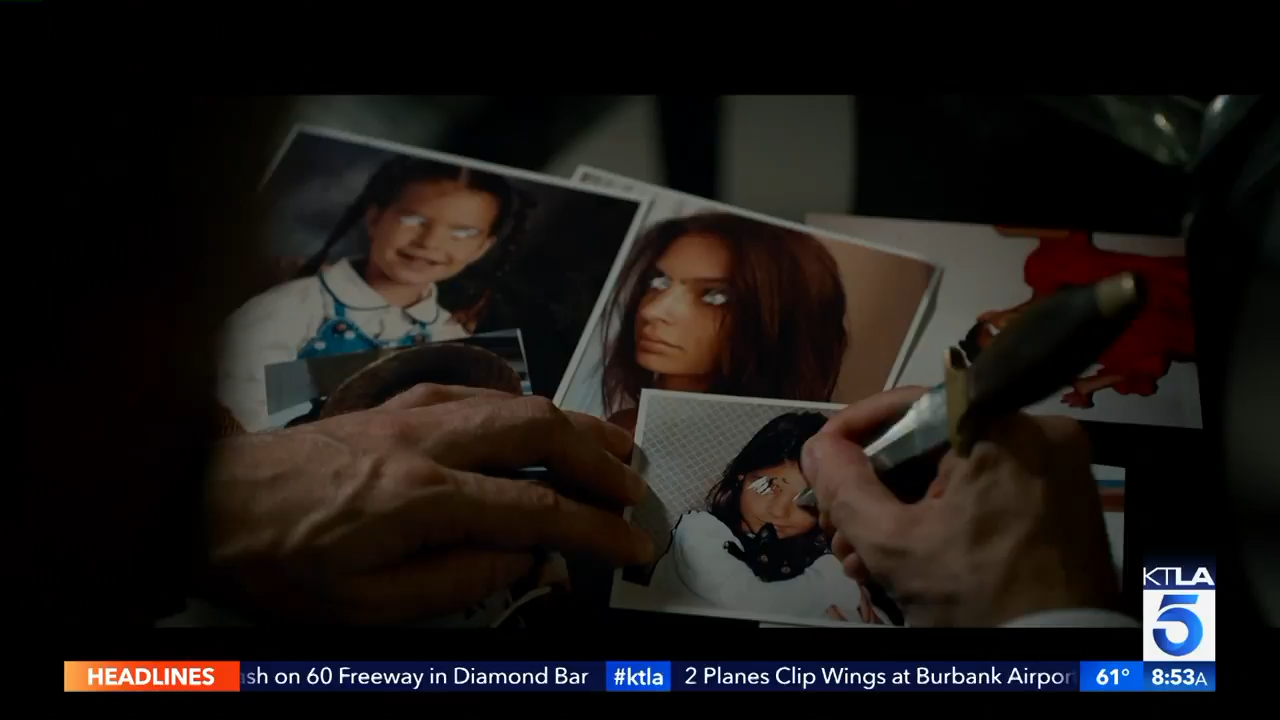 KTLA
5
HEADLINES
ash on 60 Freeway in Diamond Bar
#ktla
2 Planes Clip Wings at Burbank Airpor
61°
8:53A